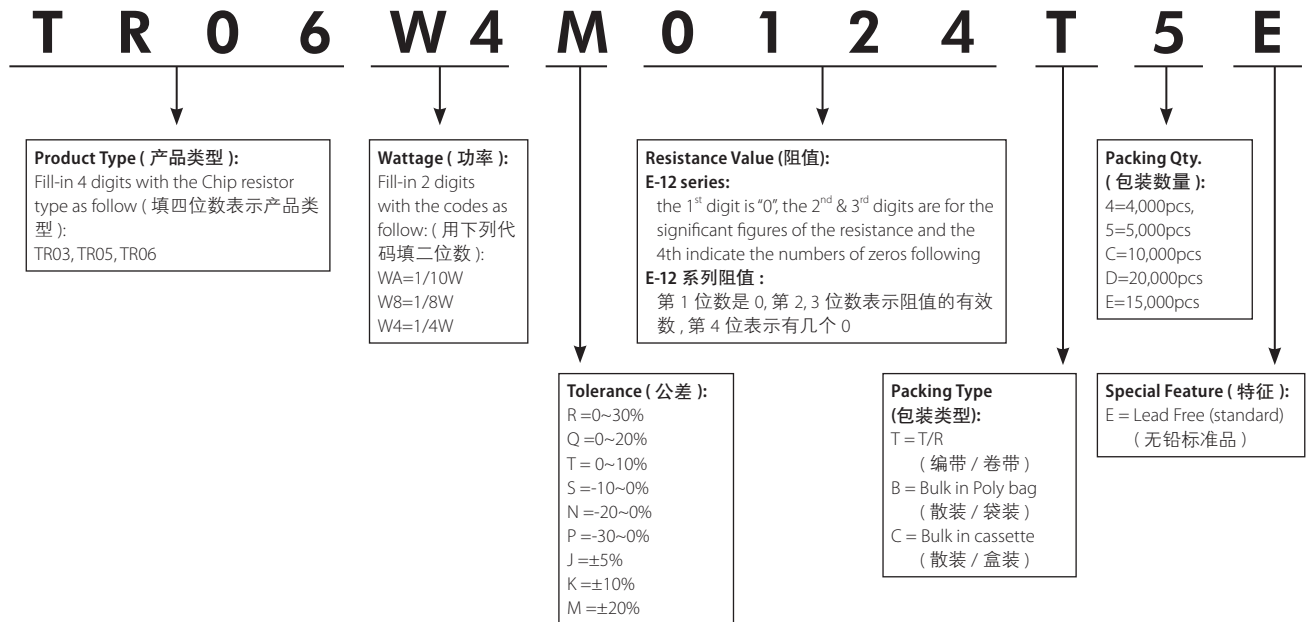 T R 0 6 W 4 M 0 1 2 4 T 5 E
Product Type ( 产品类型 ):
Fill-in 4 digits with the Chip resistor
type as follow ( 填四位数表示产品类
型 ):
TR03, TR05, TR06
Wattage ( 功率 ):
Fill-in 2 digits
with the codes as
follow: ( 用下列代
码填二位数 ):
WA=1/10W
W8=1/8W
W4=1/4W
Resistance Value (阻值):
E-12 series:
the 1st digit is "0", the 2nd & 3rd digits are for the
significant figures of the resistance and the
4th indicate the numbers of zeros following
E-12 系列阻值 :
第 1 位数是 0, 第 2, 3 位数表示阻值的有效
数 , 第 4 位表示有几个 0
Packing Qty.
( 包装数量 ):
4=4,000pcs,
5=5,000pcs
C=10,000pcs
D=20,000pcs
E=15,000pcs
Tolerance ( 公差 ):
R =0~30%
Q =0~20%
T = 0~10%
S =-10~0%
N =-20~0%
P =-30~0%
J =±5%
K =±10%
M =±20%
Packing Type
(包装类型):
T = T/R
( 编带 / 卷带 )
B = Bulk in Poly bag
( 散装 / 袋装 )
C = Bulk in cassette
( 散装 / 盒装 )
Special Feature ( 特征 ):
E = Lead Free (standard)
( 无铅标准品 )